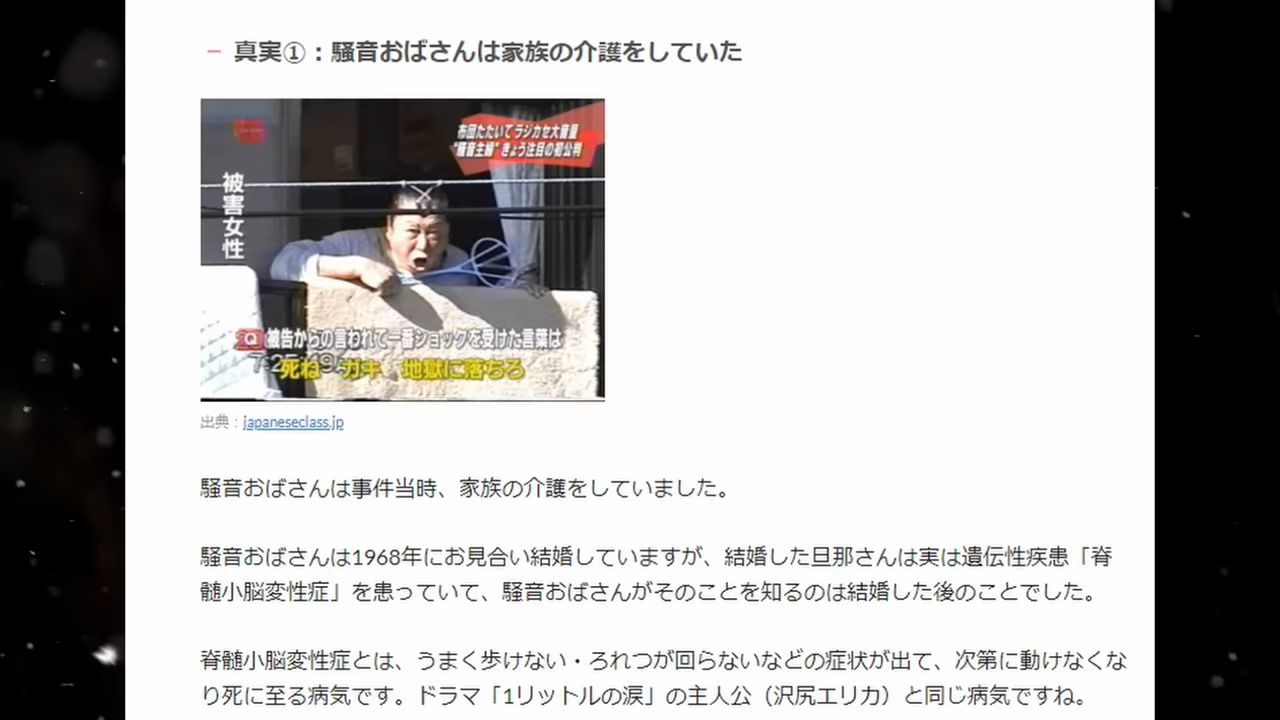 真実①：騒音おばさんは家族の介護をしていた
布団たたいてラジカセ大音量
"騒音主婦" きょう注目の初公判
被害女性
Q 被告からの言われて一番ショックを受けた言葉は
死ね ガキ 地獄に落ちろ
出典：japaneseclass.jp
騒音おばさんは事件当時、家族の介護をしていました。
騒音おばさんは1968年にお見合い結婚していますが、結婚した旦那さんは実は遺伝性疾患「脊
髄小脳変性症」を患っていて、騒音おばさんがそのことを知るのは結婚した後のことでした。
脊髄小脳変性症とは、うまく歩けない・ろれつが回らないなどの症状が出て、次第に動けなくな
り死に至る病気です。ドラマ「1リットルの涙」の主人公（沢尻エリカ）と同じ病気ですね。